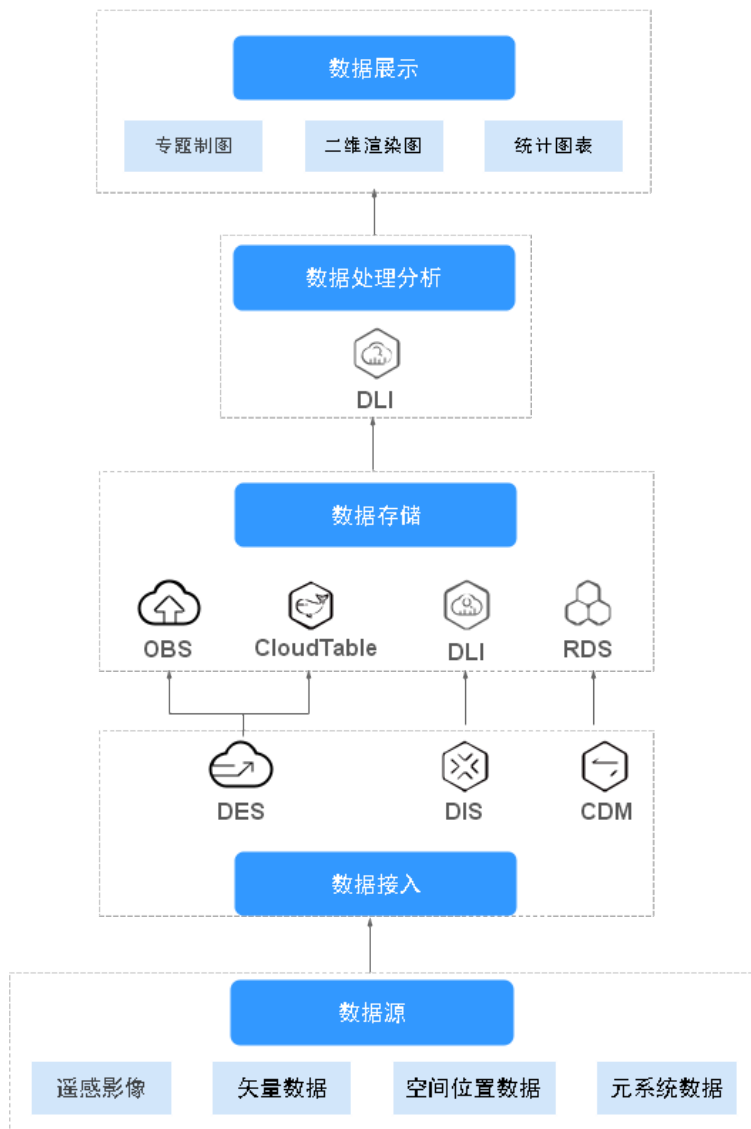 数据展示
专题制图 二维渲染图 统计图表
数据处理分析
DLI
数据存储
OBS CloudTable DLI RDS
DES DIS CDM
数据接入
数据源
遥感影像 矢量数据 空间位置数据 元系统数据